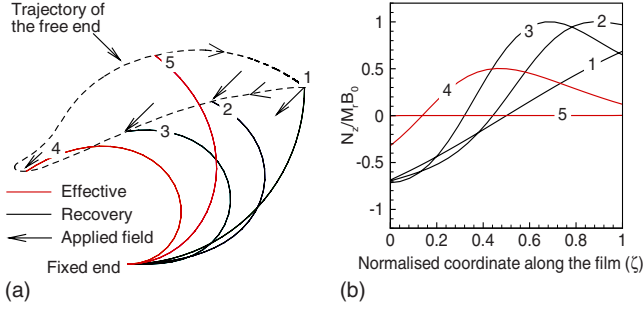 Trajectory of
the free end
5
1
2
3
4
Effective
Recovery
Applied field
Fixed end
(a)
N_z/M_rB_0
1
0.5
0
-0.5
-1
0
0.2
0.4
0.6
0.8
1
3
2
1
4
5
Normalised coordinate along the film (ζ)
(b)